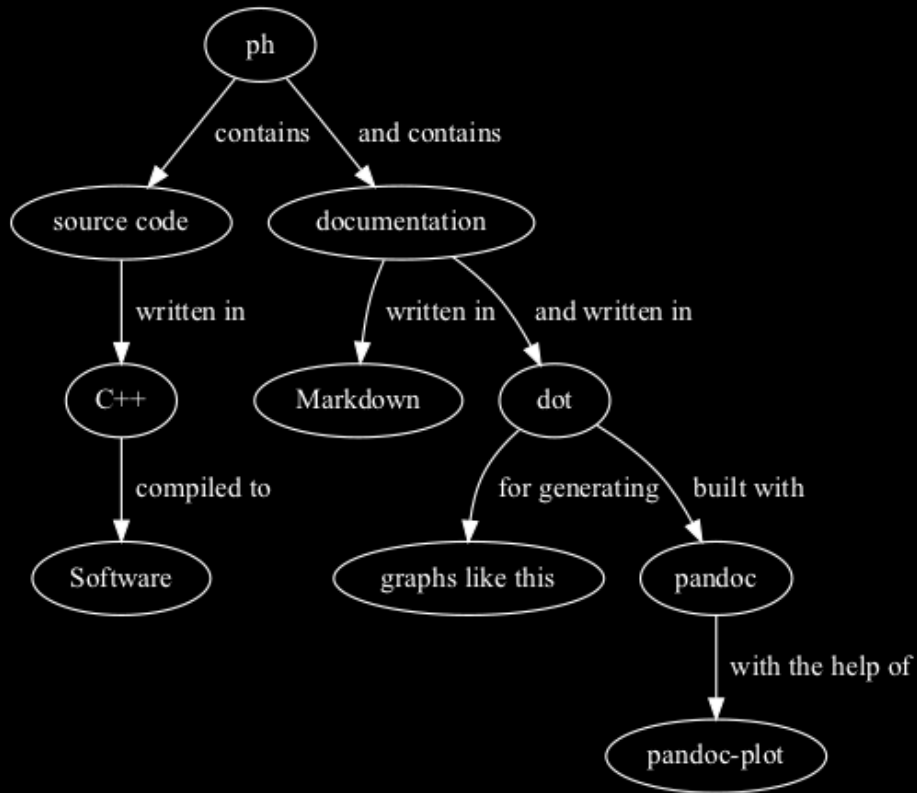 ph
contains
and contains
source code
documentation
written in
written in
and written in
C++
Markdown
dot
compiled to
for generating
built with
Software
graphs like this
pandoc
with the help of
pandoc-plot